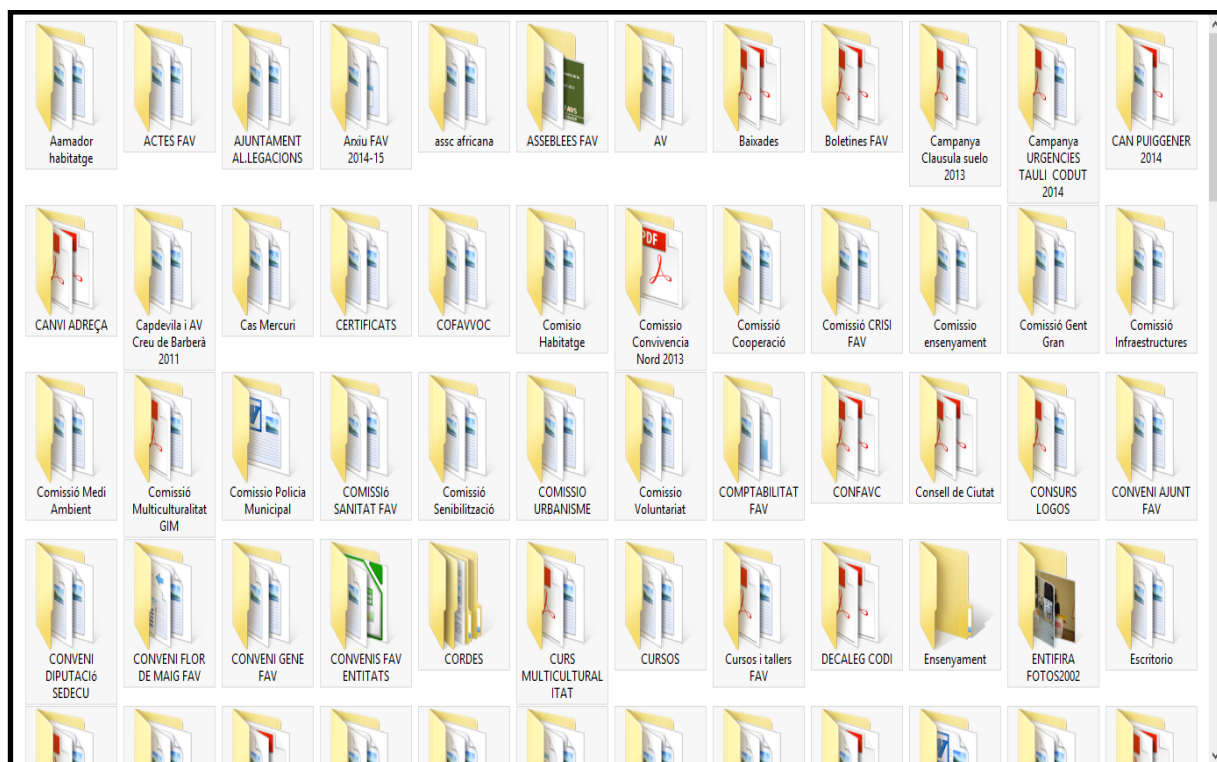 Aamador
habitatge
ACTES FAV
AJUNTAMENT
AL.LEGACIONS
Arxiu FAV
2014-15
assc africana
ASSEBLEES FAV
AV
Baixades
Boletines FAV
Campanya
Clausula suelo
2013
Campanya
URGENCIES
TAULI CODUT
2014
CAN PUIGGENER
2014
CANVI ADREÇA
Capdevila i AV
Creu de Barberà
2011
Cas Mercuri
CERTIFICATS
COFAVVOC
Comisio
Habitatge
PDF
Comissio
Convivencia
Nord 2013
Comissió
Cooperació
Comissió CRISI
FAV
Comissio
ensenyament
Comissió Gent
Gran
Comissió
Infraestructures
Comissió Medi
Ambient
Comissió
Multiculturalitat
GIM
Comissio Policia
Municipal
COMISSIó
SANITAT FAV
Comissió
Senibilització
COMISSIO
URBANISME
Comissio
Voluntariat
COMPTABILITAT
FAV
CONFAVC
Consell de Ciutat
CONSURS
LOGOS
CONVENI AJUNT
FAV
CONVENI
DIPUTACIó
SEDECU
CONVENI FLOR
DE MAIG FAV
CONVENI GENE
FAV
CONVENIS FAV
ENTITATS
CORDES
CURS
MULTICULTURAL
ITAT
CURSOS
Cursos i tallers
FAV
DECALEG CODI
Ensenyament
ENTIFIRA
FOTOS2002
Escritorio